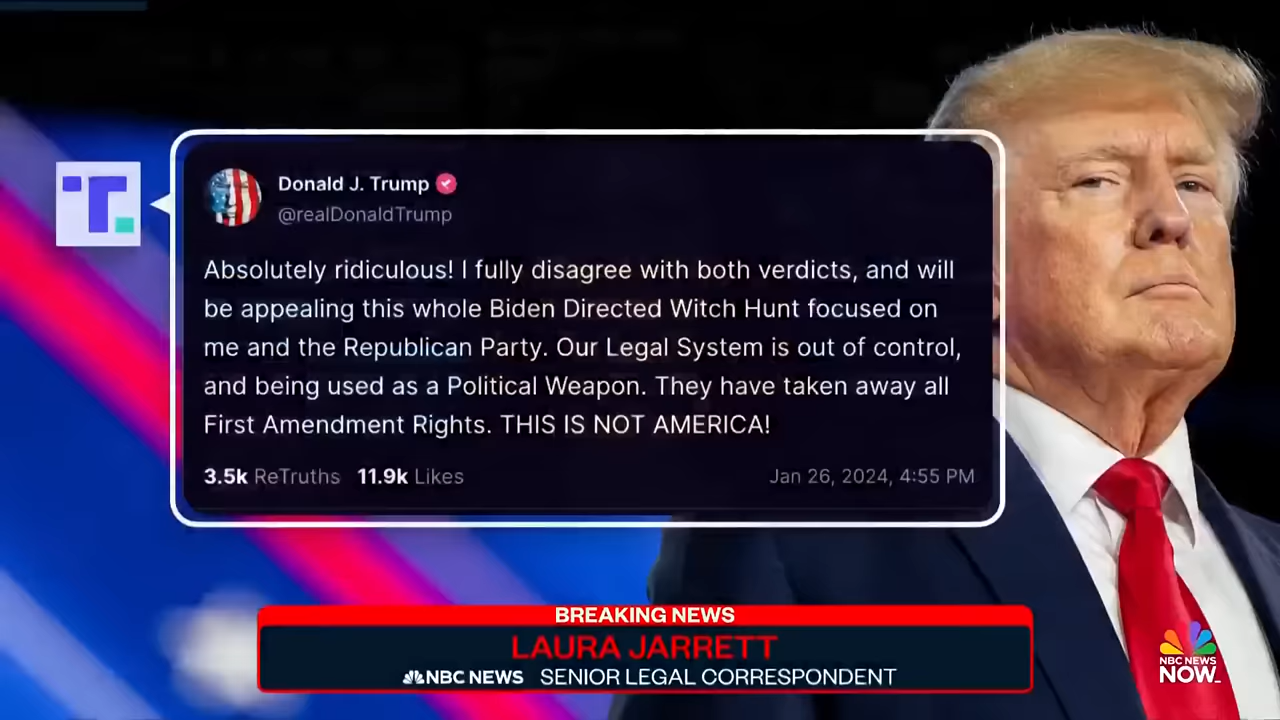 Donald J. Trump
@realDonaldTrump
Absolutely ridiculous! I fully disagree with both verdicts, and will
be appealing this whole Biden Directed Witch Hunt focused on
me and the Republican Party. Our Legal System is out of control,
and being used as a Political Weapon. They have taken away all
First Amendment Rights. THIS IS NOT AMERICA!
3.5k ReTruths 11.9k Likes
Jan 26, 2024, 4:55 PM
BREAKING NEWS
LAURA JARRETT
NBC NEWS SENIOR LEGAL CORRESPONDENT
NBC NEWS
NOW